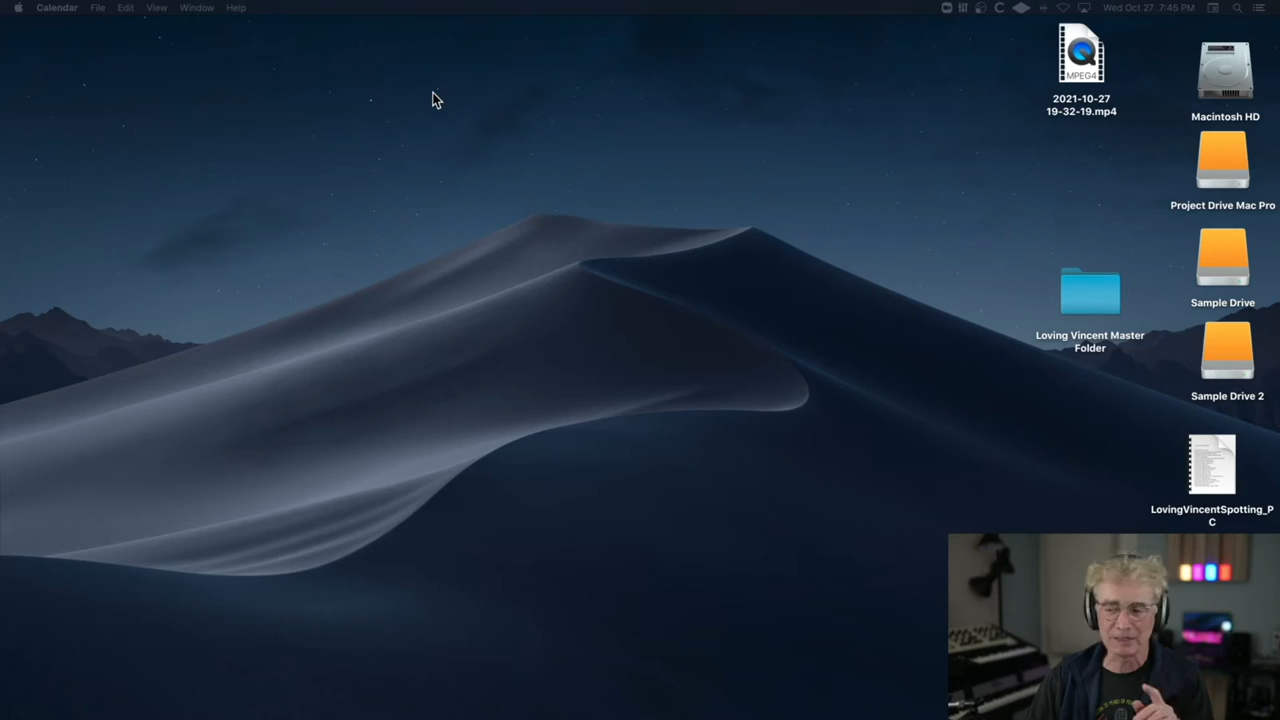 Calendar File Edit View Window Help Wed Oct 27 7:45 PM
MPEG4
2021-10-27
19-32-19.mp4
Macintosh HD
Project Drive Mac Pro
Sample Drive
Loving Vincent Master
Folder
Sample Drive 2
LovingVincentSpotting_P
C